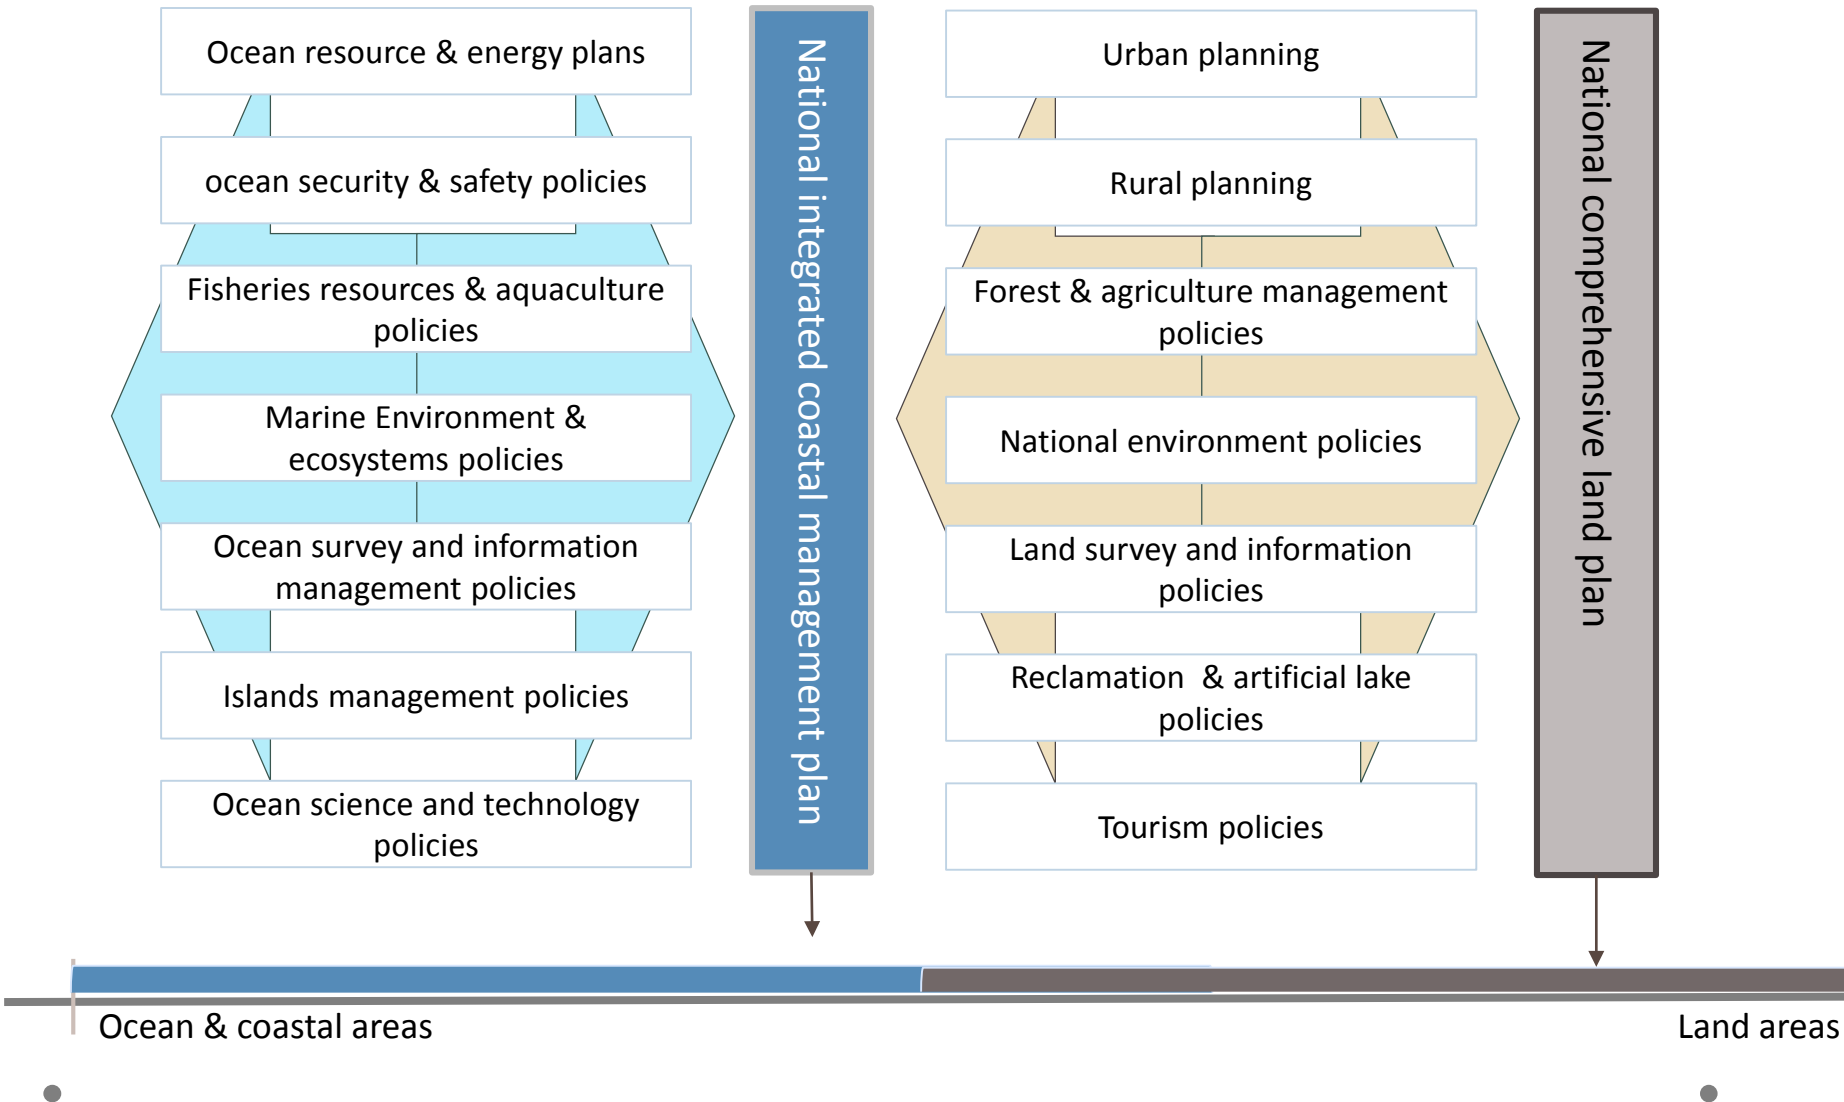 Ocean resource & energy plans
ocean security & safety policies
Fisheries resources & aquaculture
policies
Marine Environment &
ecosystems policies
Ocean survey and information
management policies
Islands management policies
Ocean science and technology
policies
National integrated coastal management plan
Urban planning
Rural planning
Forest & agriculture management
policies
National environment policies
Land survey and information
policies
Reclamation  & artificial lake
policies
Tourism policies
National comprehensive land plan
Ocean & coastal areas
Land areas